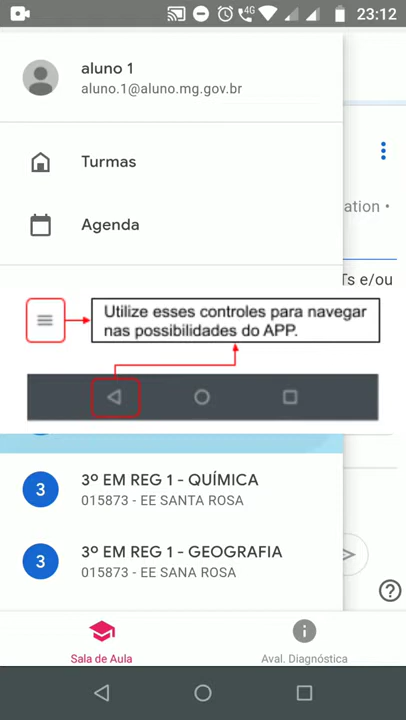 4G
23:12
aluno 1
aluno.1@aluno.mg.gov.br
Turmas
ation •
Agenda
Ts e/ou
Utilize esses controles para navegar
nas possibilidades do APP.
3 3º EM REG 1 - QUÍMICA
015873 - EE SANTA ROSA
3 3º EM REG 1 - GEOGRAFIA
015873 - EE SANA ROSA
Sala de Aula
Aval. Diagnóstica